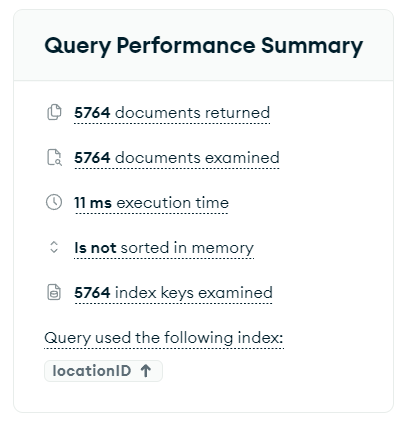 Query Performance Summary
5764 documents returned
5764 documents examined
11 ms execution time
Is not sorted in memory
5764 index keys examined
Query used the following index:
locationID ↑